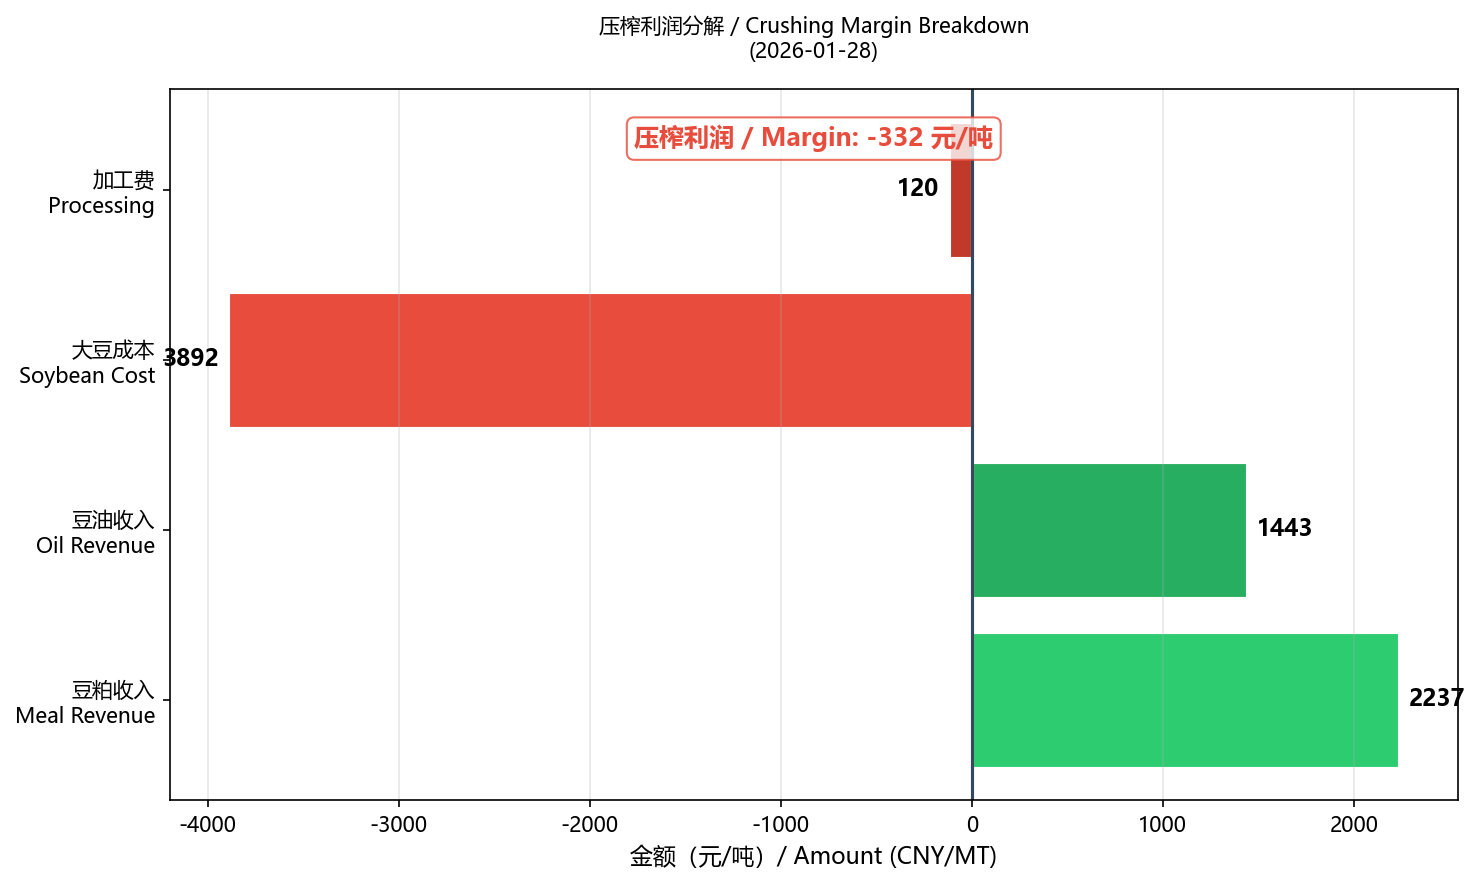 压榨利润分解 / Crushing Margin Breakdown
(2026-01-28)
压榨利润 / Margin: -332 元/吨
加工费
Processing
120
大豆成本
Soybean Cost
3892
豆油收入
Oil Revenue
1443
豆粕收入
Meal Revenue
2237
-4000 -3000 -2000 -1000 0 1000 2000
金额（元/吨）/ Amount (CNY/MT)